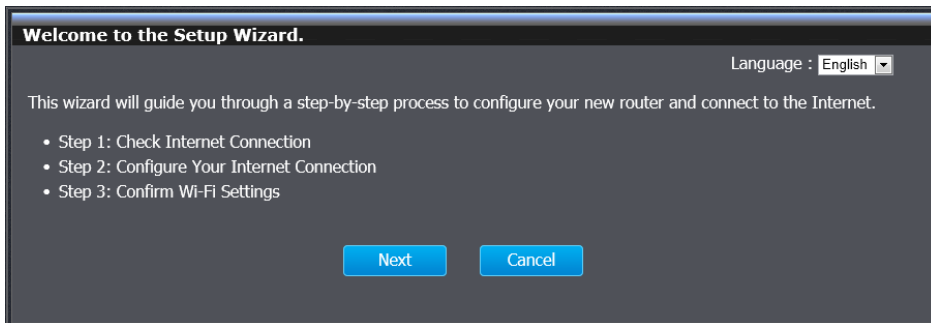 Welcome to the Setup Wizard.
Language : English
This wizard will guide you through a step-by-step process to configure your new router and connect to the Internet.
• Step 1: Check Internet Connection
• Step 2: Configure Your Internet Connection
• Step 3: Confirm Wi-Fi Settings
Next Cancel